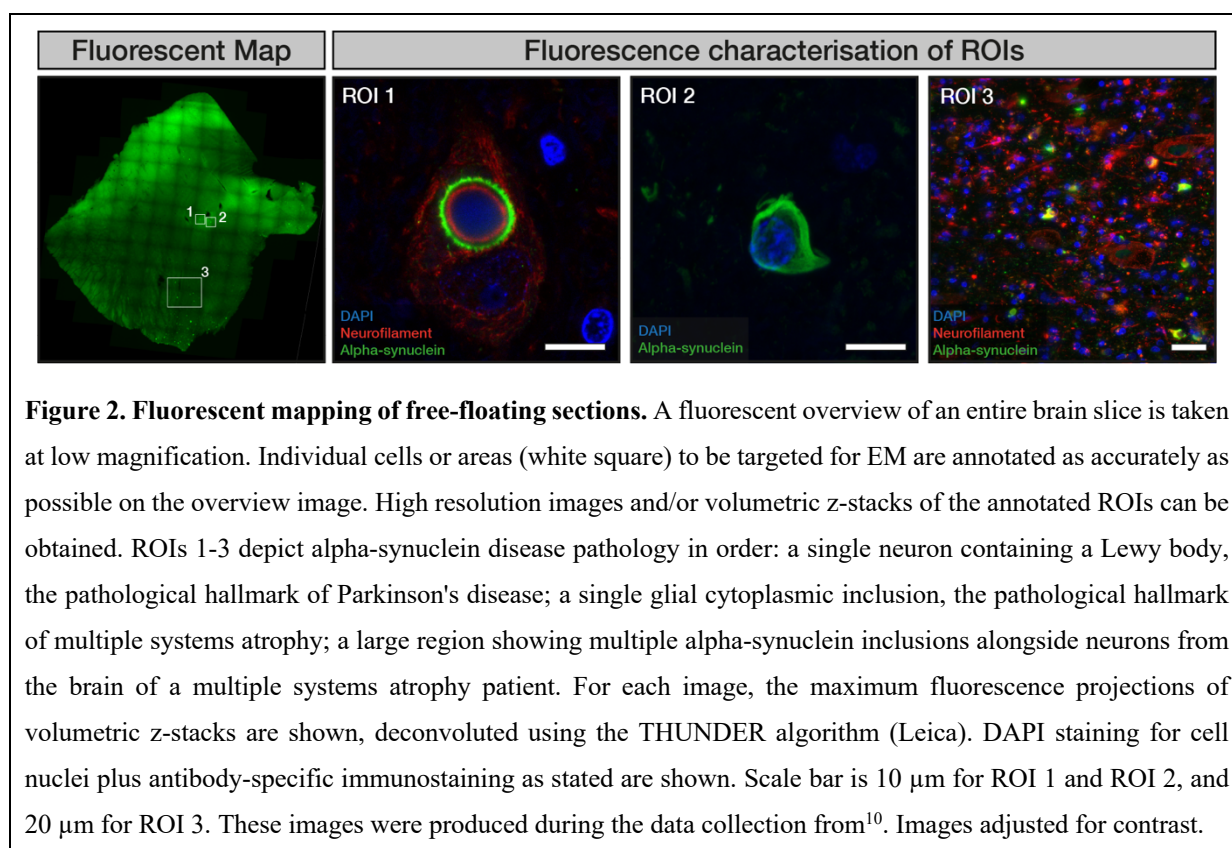 Fluorescent Map
Fluorescence characterisation of ROIs
1
2
3
ROI 1
DAPI
Neurofilament
Alpha-synuclein
ROI 2
DAPI
Alpha-synuclein
ROI 3
DAPI
Neurofilament
Alpha-synuclein
Figure 2. Fluorescent mapping of free-floating sections. A fluorescent overview of an entire brain slice is taken
at low magnification. Individual cells or areas (white square) to be targeted for EM are annotated as accurately as
possible on the overview image. High resolution images and/or volumetric z-stacks of the annotated ROIs can be
obtained. ROIs 1-3 depict alpha-synuclein disease pathology in order: a single neuron containing a Lewy body,
the pathological hallmark of Parkinson's disease; a single glial cytoplasmic inclusion, the pathological hallmark
of multiple systems atrophy; a large region showing multiple alpha-synuclein inclusions alongside neurons from
the brain of a multiple systems atrophy patient. For each image, the maximum fluorescence projections of
volumetric z-stacks are shown, deconvoluted using the THUNDER algorithm (Leica). DAPI staining for cell
nuclei plus antibody-specific immunostaining as stated are shown. Scale bar is 10 µm for ROI 1 and ROI 2, and
20 µm for ROI 3. These images were produced during the data collection from¹⁰. Images adjusted for contrast.